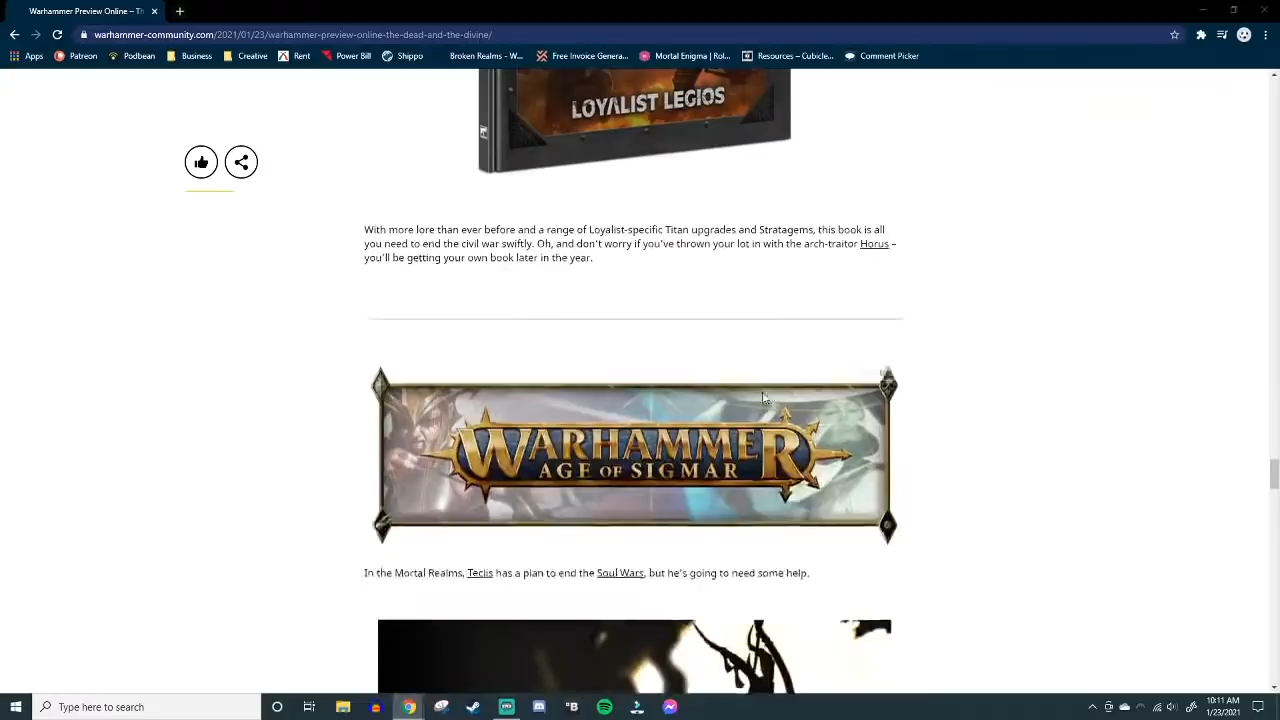 Warhammer Preview Online – Th
warhammer-community.com/2021/01/23/warhammer-preview-online-the-dead-and-the-divine/
Apps Patreon Podbean Business Creative Rent Power Bill Shippo Broken Realms - W... Free Invoice Genera... Mortal Enigma | Rol... Resources – Cubicle... Comment Picker
LOYALIST LEGIOS
With more lore than ever before and a range of Loyalist-specific Titan upgrades and Stratagems, this book is all
you need to end the civil war swiftly. Oh, and don't worry if you've thrown your lot in with the arch-traitor Horus –
you'll be getting your own book later in the year.
WARHAMMER
AGE OF SIGMAR
In the Mortal Realms, Teclis has a plan to end the Soul Wars, but he's going to need some help.
Type here to search
10:11 AM
1/23/2021